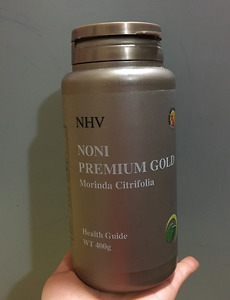 NHV
NONI
PREMIUM GOLD
Morinda Citrifolia
Health Guide
WT 400g